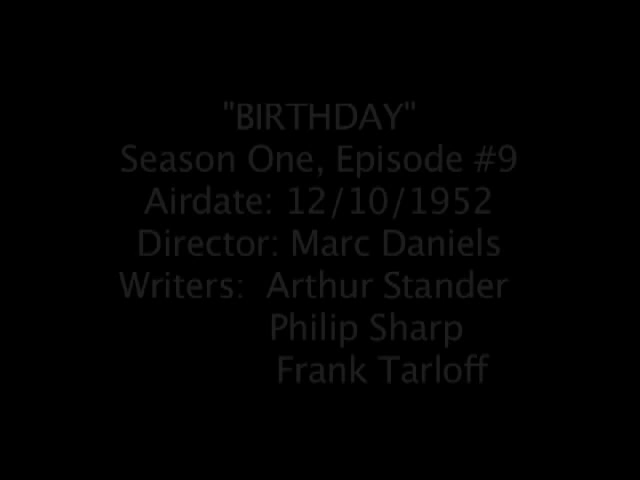 "BIRTHDAY"
Season One, Episode #9
Airdate: 12/10/1952
Director: Marc Daniels
Writers:  Arthur Stander
Philip Sharp
Frank Tarloff